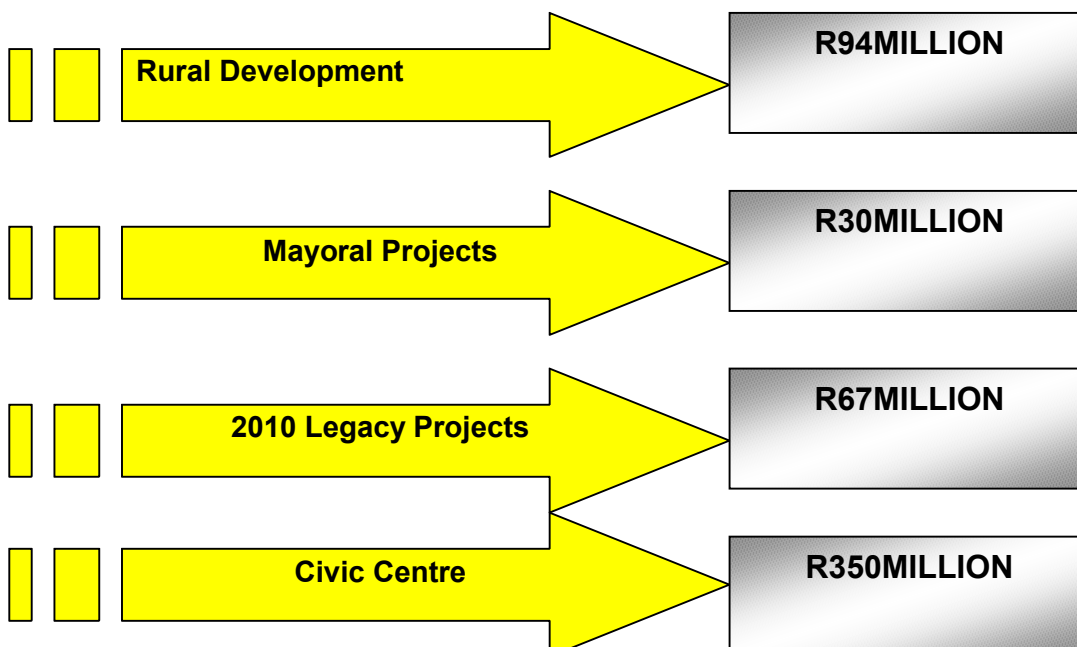 Rural Development
R94MILLION
Mayoral Projects
R30MILLION
2010 Legacy Projects
R67MILLION
Civic Centre
R350MILLION